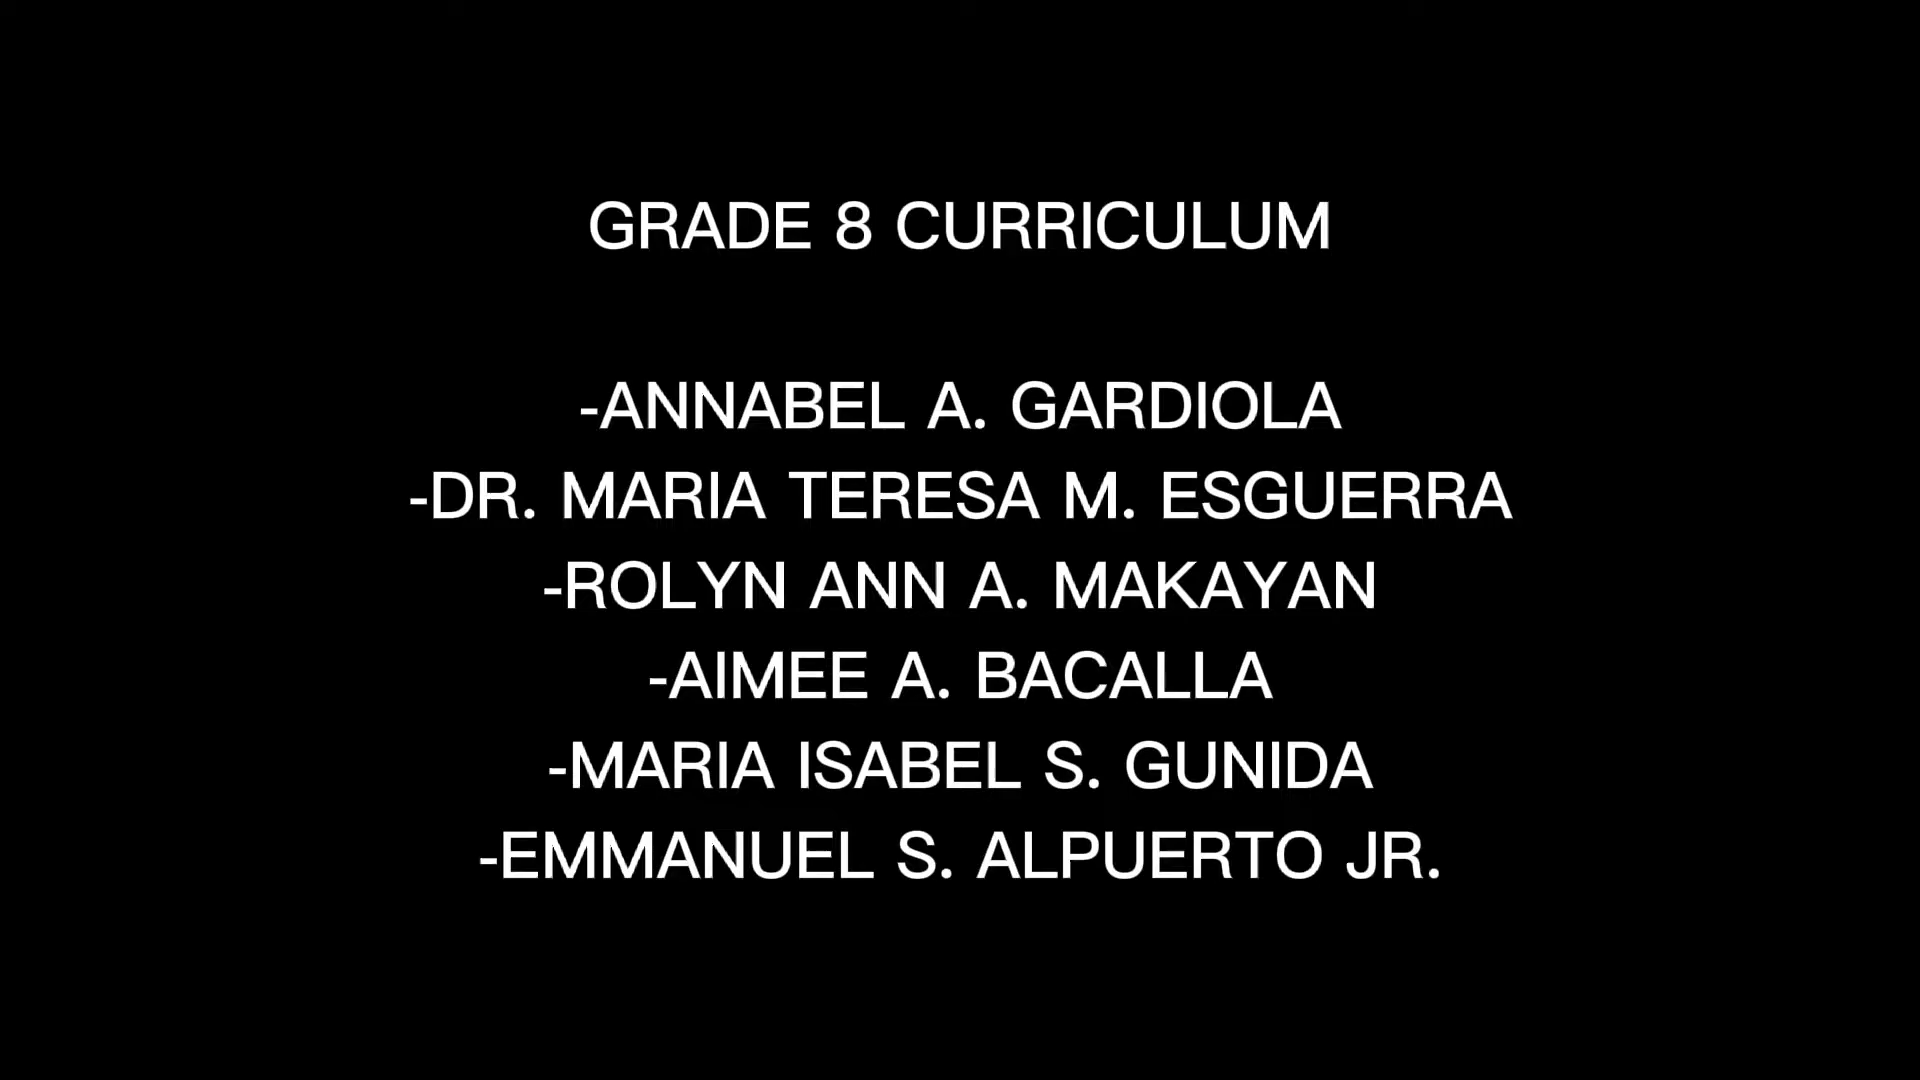 GRADE 8 CURRICULUM
-ANNABEL A. GARDIOLA
-DR. MARIA TERESA M. ESGUERRA
-ROLYN ANN A. MAKAYAN
-AIMEE A. BACALLA
-MARIA ISABEL S. GUNIDA
-EMMANUEL S. ALPUERTO JR.